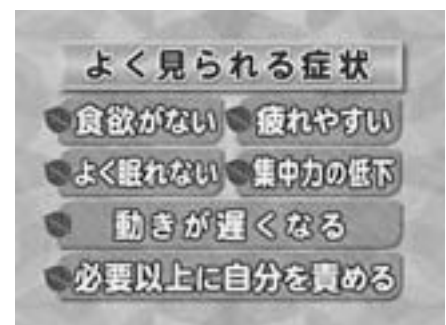 よく見られる症状
食欲がない 疲れやすい
よく眠れない 集中力の低下
動きが遅くなる
必要以上に自分を責める